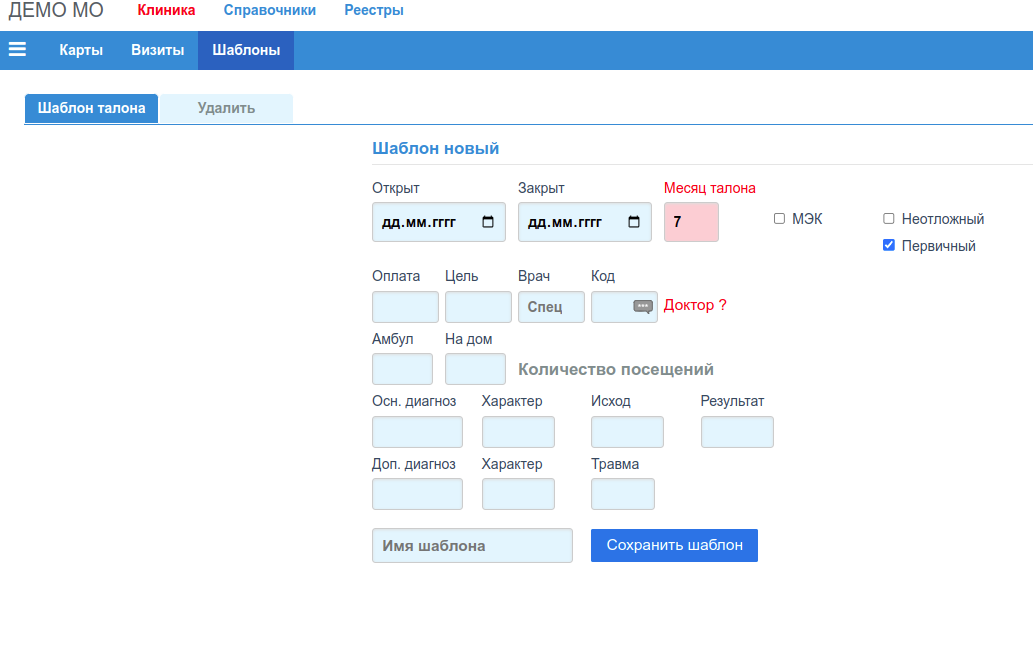 ДЕМО МО Клиника Справочники Реестры
Карты Визиты Шаблоны
Шаблон талона Удалить
Шаблон новый
Открыт Закрыт Месяц талона
дд.мм.гггг дд.мм.гггг 7 МЭК Неотложный
Первичный
Оплата Цель Врач Код
Спец *** Доктор ?
Амбул На дом
Количество посещений
Осн. диагноз Характер Исход Результат
Доп. диагноз Характер Травма
Имя шаблона Сохранить шаблон